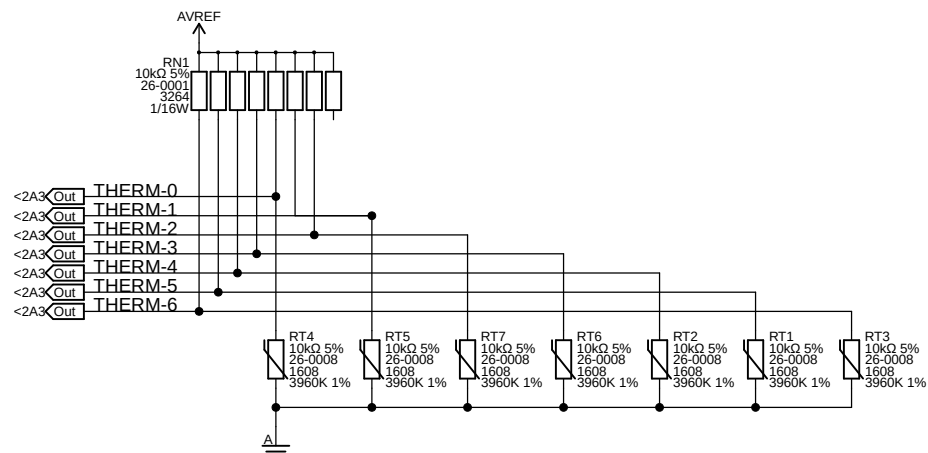 AVREF
RN1
10kΩ 5%
26-0001
3264
1/16W
<2A3 Out THERM-0
<2A3 Out THERM-1
<2A3 Out THERM-2
<2A3 Out THERM-3
<2A3 Out THERM-4
<2A3 Out THERM-5
<2A3 Out THERM-6
RT4
10kΩ 5%
26-0008
1608
3960K 1%
RT5
10kΩ 5%
26-0008
1608
3960K 1%
RT7
10kΩ 5%
26-0008
1608
3960K 1%
RT6
10kΩ 5%
26-0008
1608
3960K 1%
RT2
10kΩ 5%
26-0008
1608
3960K 1%
RT1
10kΩ 5%
26-0008
1608
3960K 1%
RT3
10kΩ 5%
26-0008
1608
3960K 1%
A